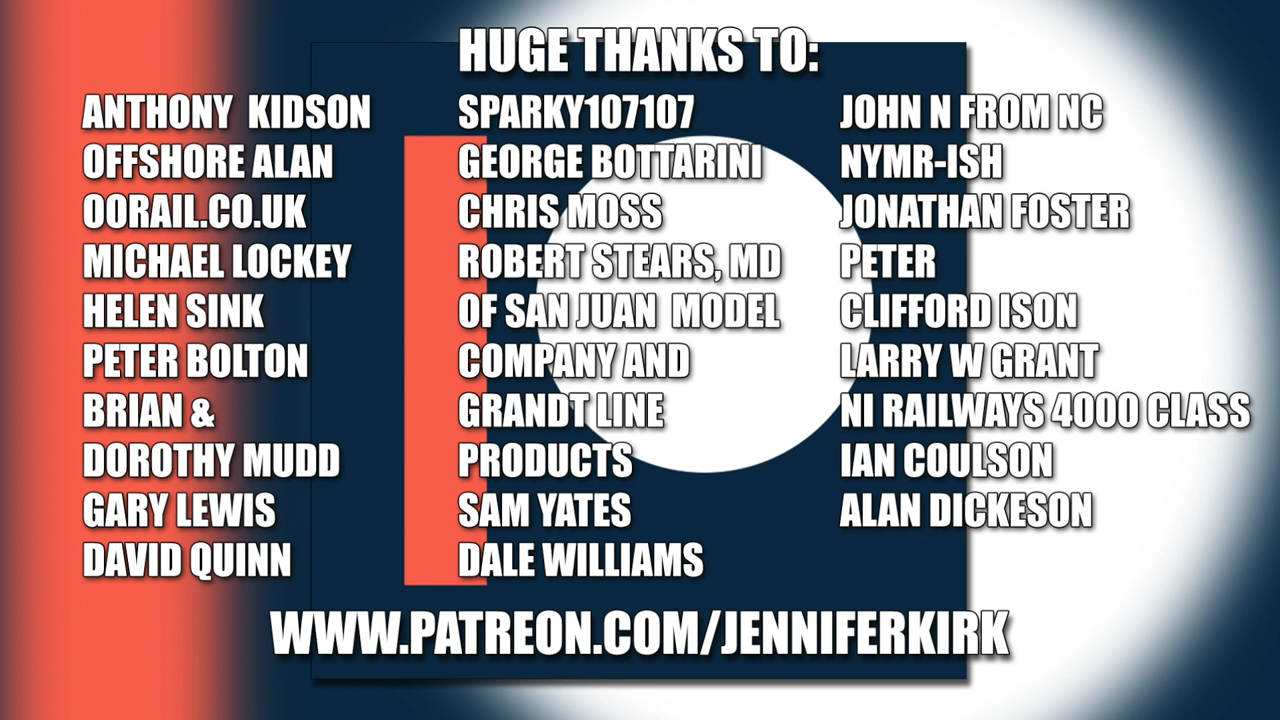 HUGE THANKS TO:
ANTHONY KIDSON
OFFSHORE ALAN
OORAIL.CO.UK
MICHAEL LOCKEY
HELEN SINK
PETER BOLTON
BRIAN &
DOROTHY MUDD
GARY LEWIS
DAVID QUINN
SPARKY107107
GEORGE BOTTARINI
CHRIS MOSS
ROBERT STEARS, MD
OF SAN JUAN MODEL
COMPANY AND
GRANDT LINE
PRODUCTS
SAM YATES
DALE WILLIAMS
JOHN N FROM NC
NYMR-ISH
JONATHAN FOSTER
PETER
CLIFFORD ISON
LARRY W GRANT
NI RAILWAYS 4000 CLASS
IAN COULSON
ALAN DICKESON
WWW.PATREON.COM/JENNIFERKIRK